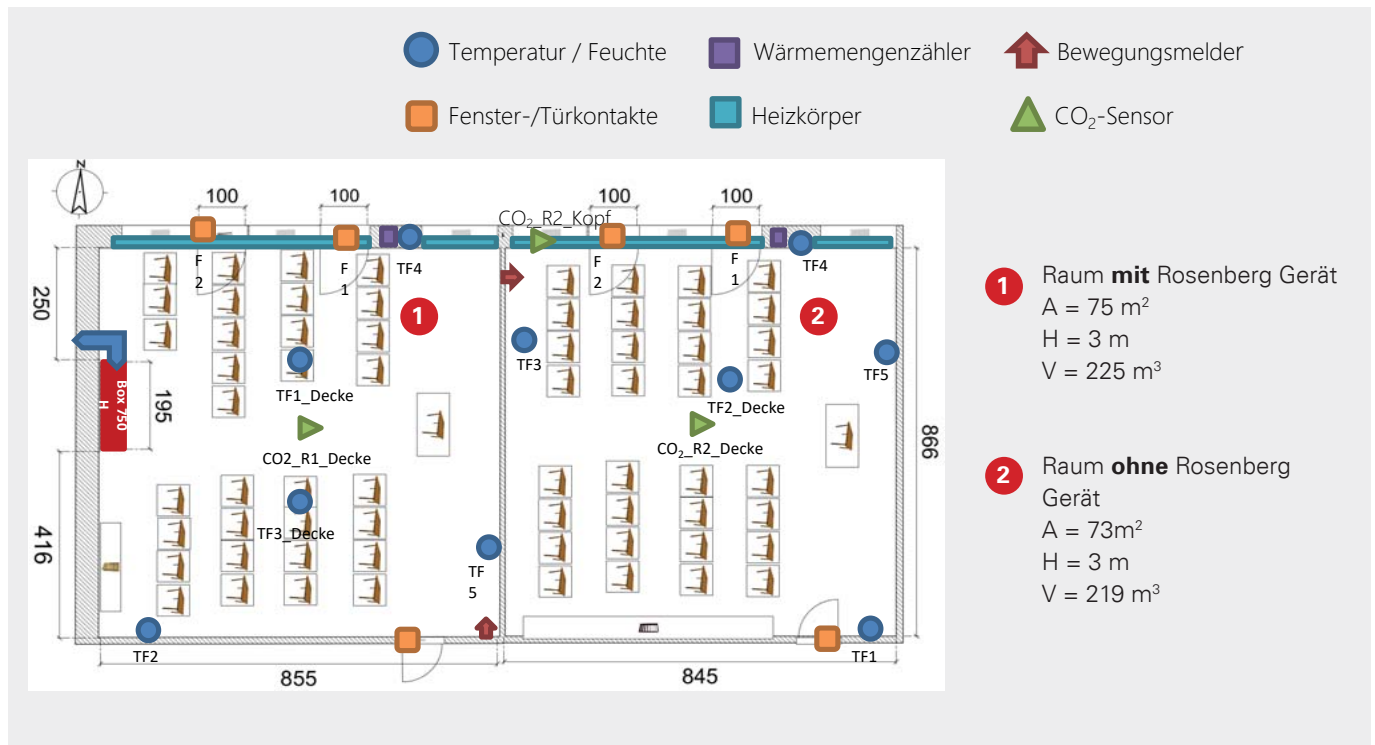 Temperatur / Feuchte
Wärmemengenzähler
Bewegungsmelder
Fenster-/Türkontakte
Heizkörper
CO₂-Sensor
N
100
100
100
100
CO₂_R2_Kopf
F
2
F
1
TF4
F
2
F
1
TF4
250
1
2
TF3
TF5
Box 750
H
195
TF1_Decke
TF2_Decke
CO2_R1_Decke
CO₂_R2_Decke
866
416
TF3_Decke
TF
5
TF2
TF1
855
845
1
Raum mit Rosenberg Gerät
A = 75 m²
H = 3 m
V = 225 m³
2
Raum ohne Rosenberg
Gerät
A = 73m²
H = 3 m
V = 219 m³